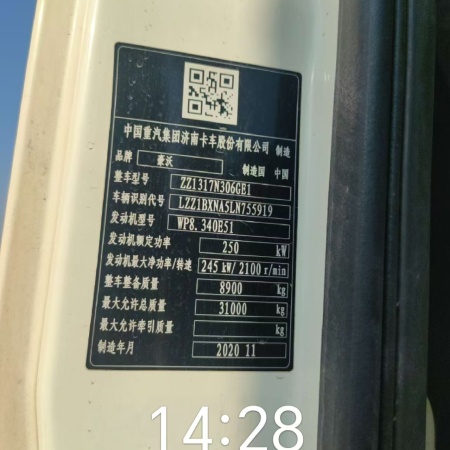 中国重汽集团济南卡车股份有限公司 制造
品牌 豪沃 制造国 中国
整车型号 ZZ1317N306GE1
车辆识别代号 LZZ1BXNA5LN755919
发动机型号 WP8.340E51
发动机额定功率 250 kW
发动机最大净功率/转速 245 kW/2100 r/min
整车整备质量 8900 kg
最大允许总质量 31000 kg
最大允许牵引质量 kg
制造年月 2020 11
14:28